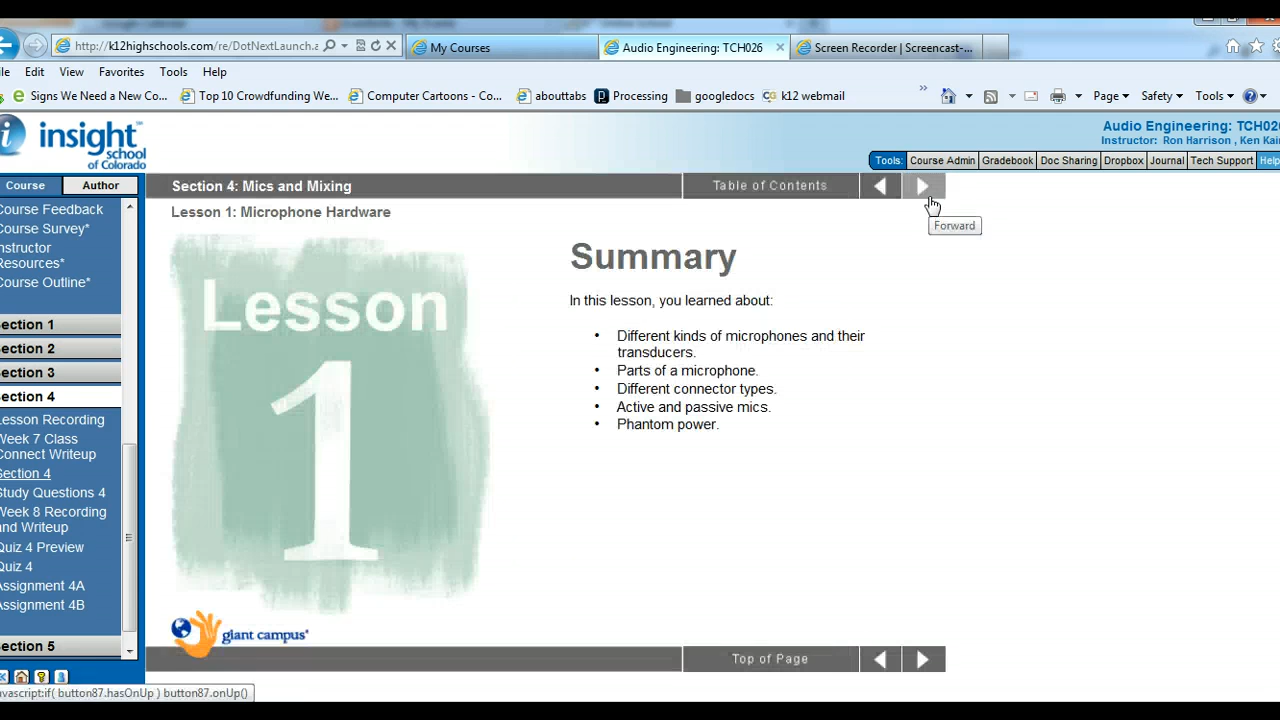 http://k12highschools.com/re/DotNextLaunch.a
My Courses
Audio Engineering: TCH026
Screen Recorder | Screencast-...
File
Edit
View
Favorites
Tools
Help
Signs We Need a New Co...
Top 10 Crowdfunding We...
Computer Cartoons - Co...
abouttabs
Processing
googledocs
k12 webmail
Page
Safety
Tools
insight
school
of Colorado
Audio Engineering: TCH026
Instructor: Ron Harrison , Ken Kain
Tools:
Course Admin
Gradebook
Doc Sharing
Dropbox
Journal
Tech Support
Help
Course
Author
Section 4: Mics and Mixing
Table of Contents
Lesson 1: Microphone Hardware
Forward
Course Feedback
Course Survey*
Instructor
Resources*
Course Outline*
Section 1
Section 2
Section 3
Section 4
Lesson Recording
Week 7 Class
Connect Writeup
Section 4
Study Questions 4
Week 8 Recording
and Writeup
Quiz 4 Preview
Quiz 4
Assignment 4A
Assignment 4B
Section 5
Lesson
1
Summary
In this lesson, you learned about:
• Different kinds of microphones and their
transducers.
• Parts of a microphone.
• Different connector types.
• Active and passive mics.
• Phantom power.
giant campus*
Top of Page
javascript:if( button87.hasOnUp ) button87.onUp()